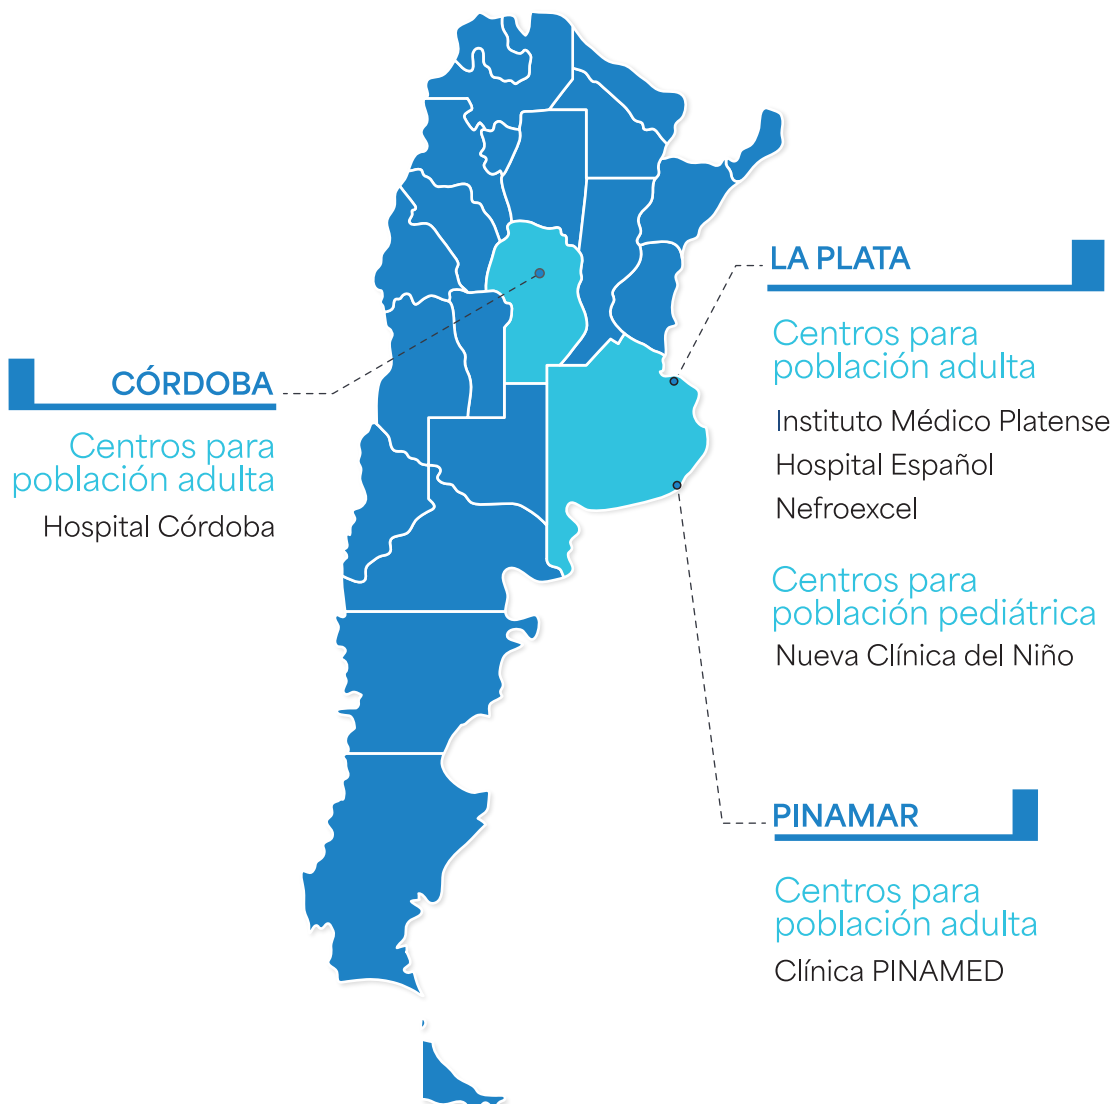 CÓRDOBA
Centros para
población adulta
Hospital Córdoba
LA PLATA
Centros para
población adulta
Instituto Médico Platense
Hospital Español
Nefroexcel
Centros para
población pediátrica
Nueva Clínica del Niño
PINAMAR
Centros para
población adulta
Clínica PINAMED